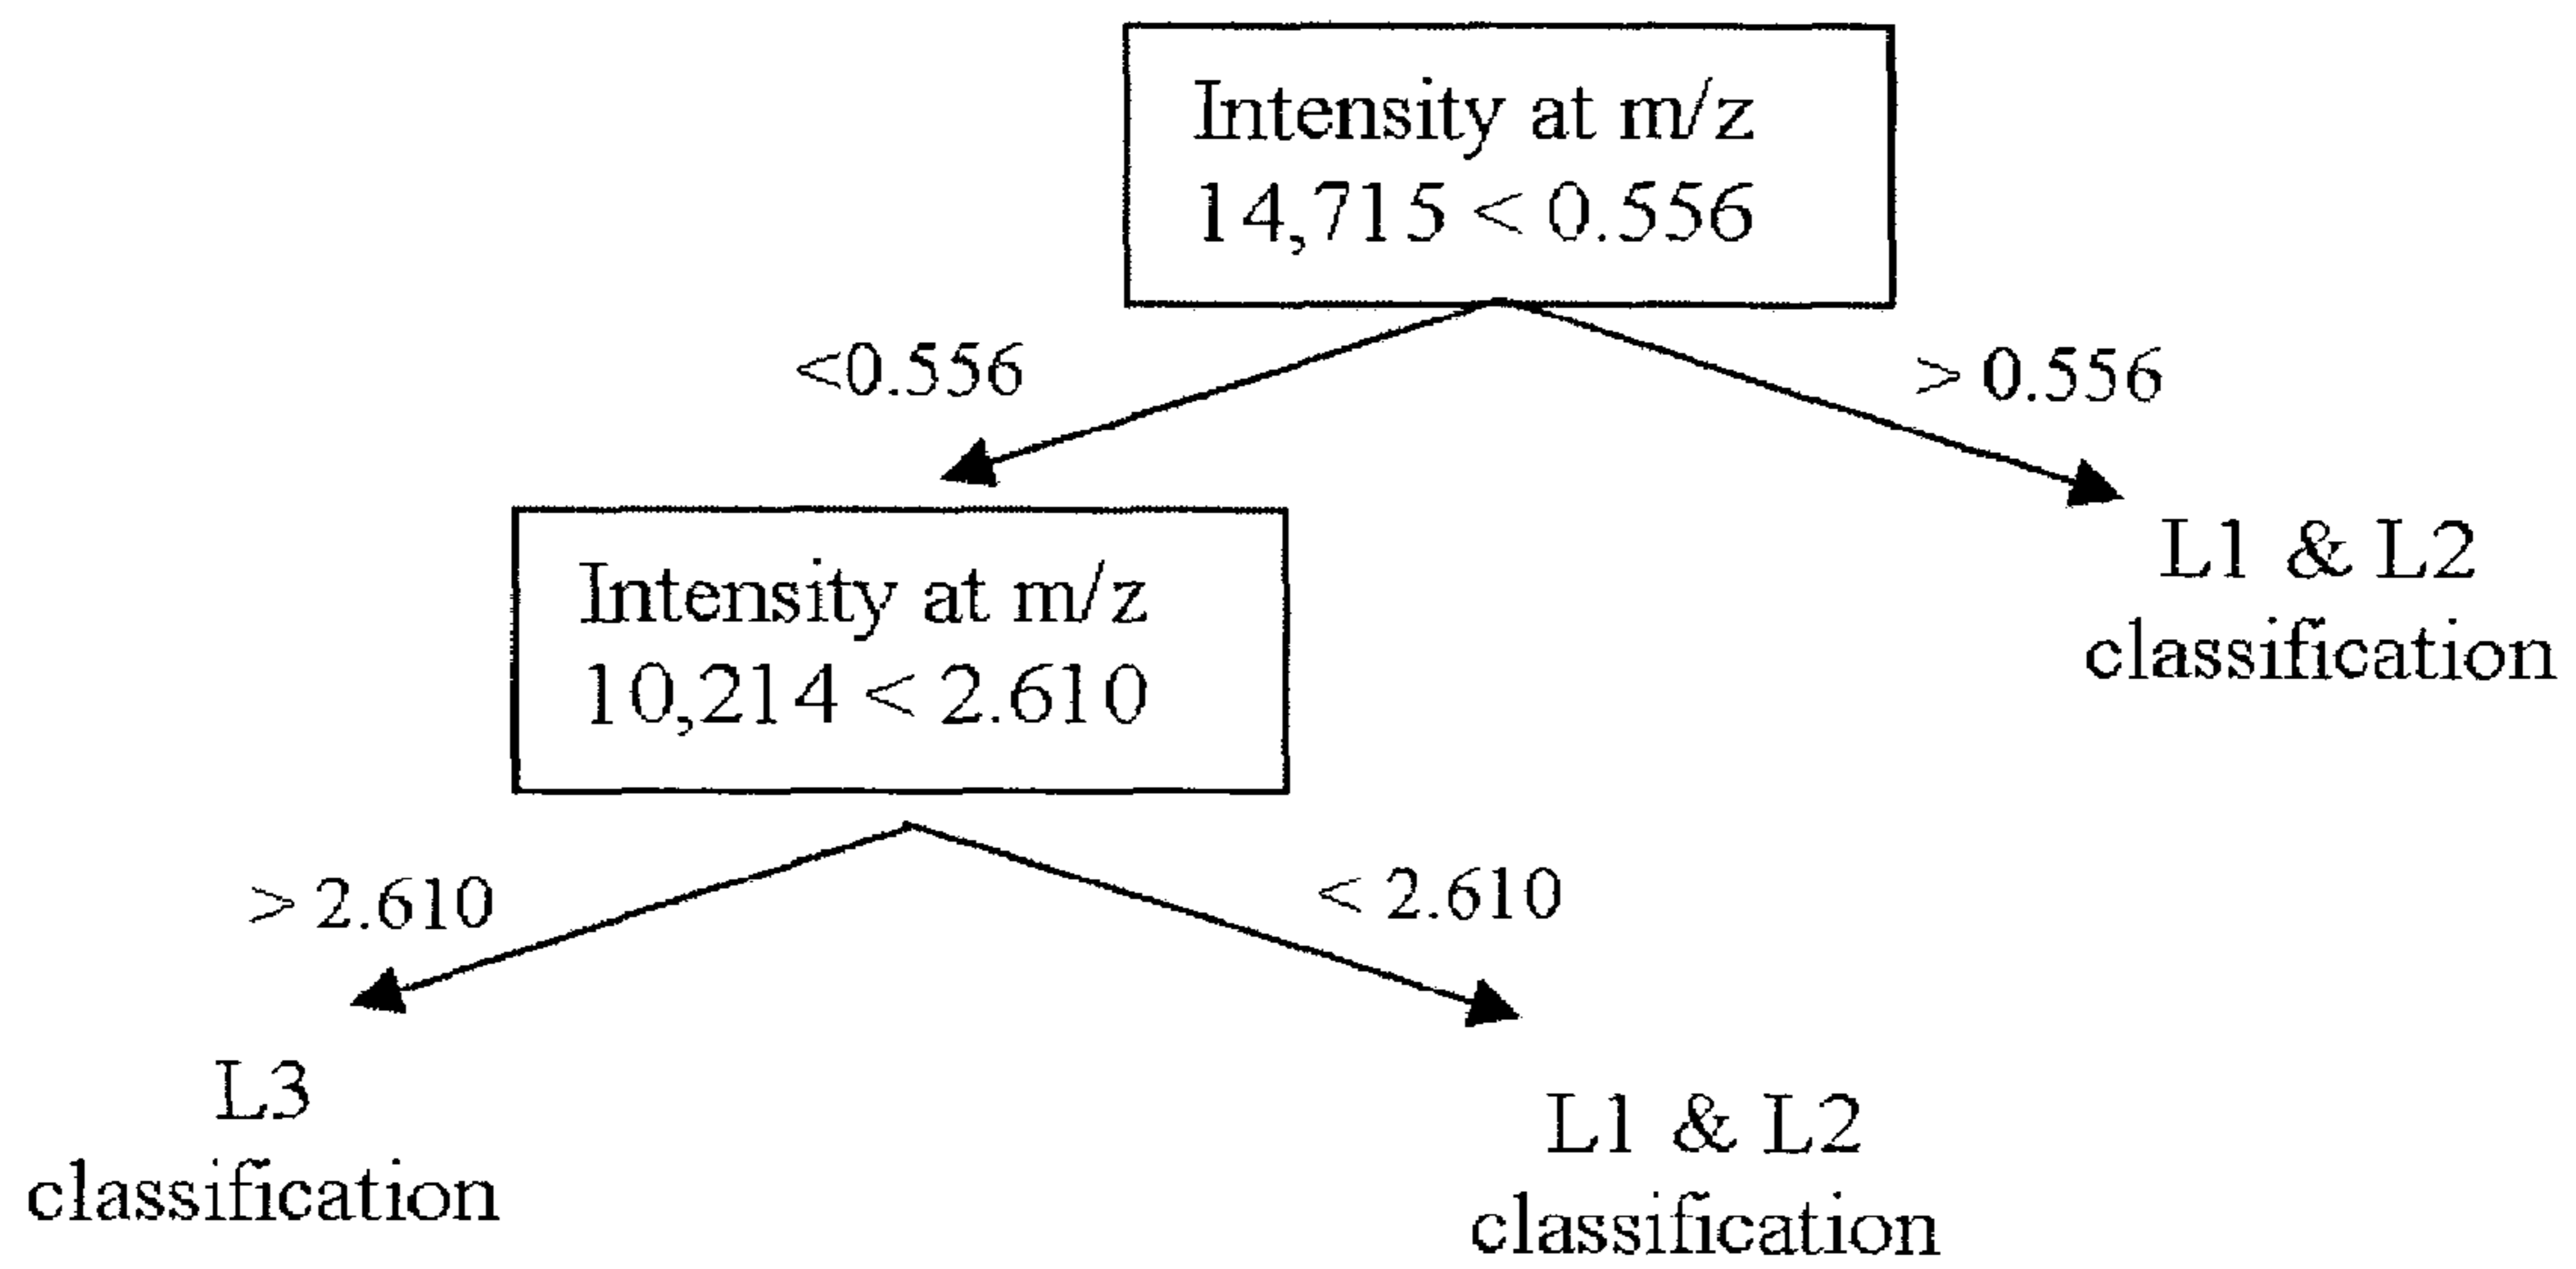 Intensity at m/z
14,715 < 0.556
<0.556
> 0.556
L1 & L2
classification
Intensity at m/z
10,214 < 2.610
> 2.610
< 2.610
L3
classification
L1 & L2
classification